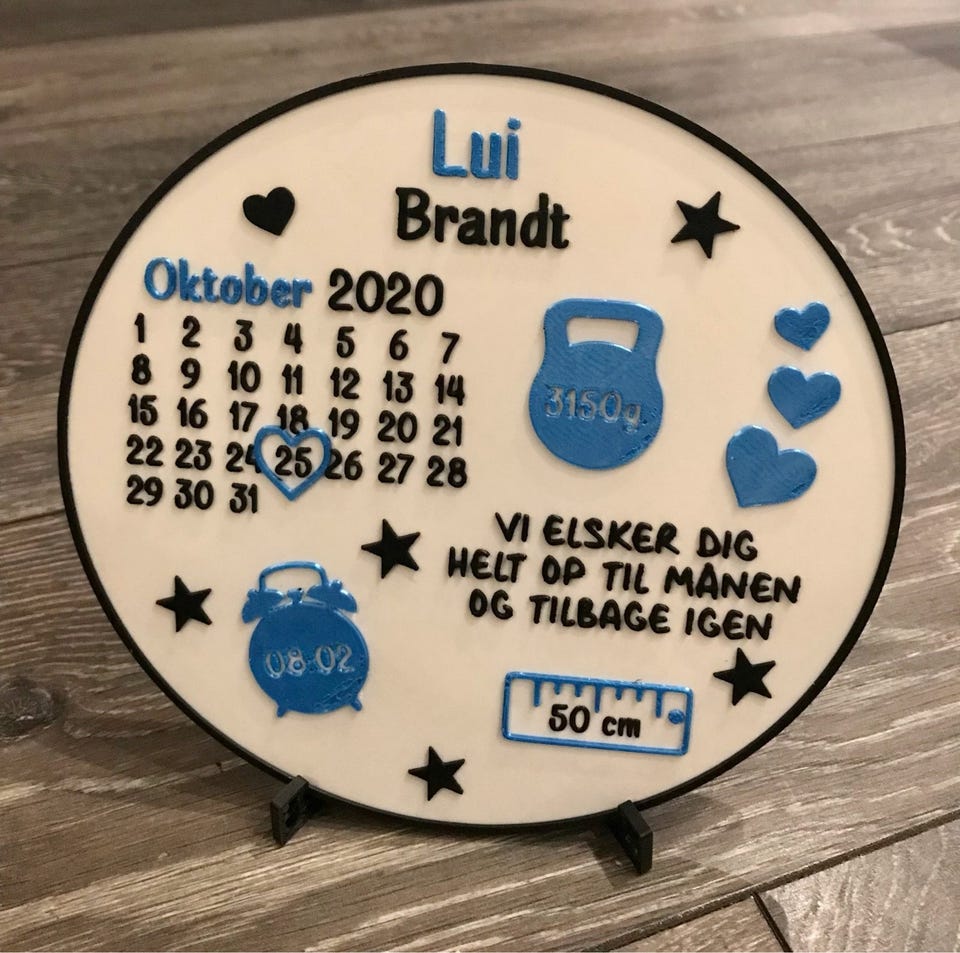 Lui
Brandt
Oktober 2020
1 2 3 4 5 6 7
8 9 10 11 12 13 14
15 16 17 18 19 20 21
22 23 24 25 26 27 28
29 30 31
3150g
VI ELSKER DIG
HELT OP TIL MÅNEN
OG TILBAGE IGEN
08:02
50 cm